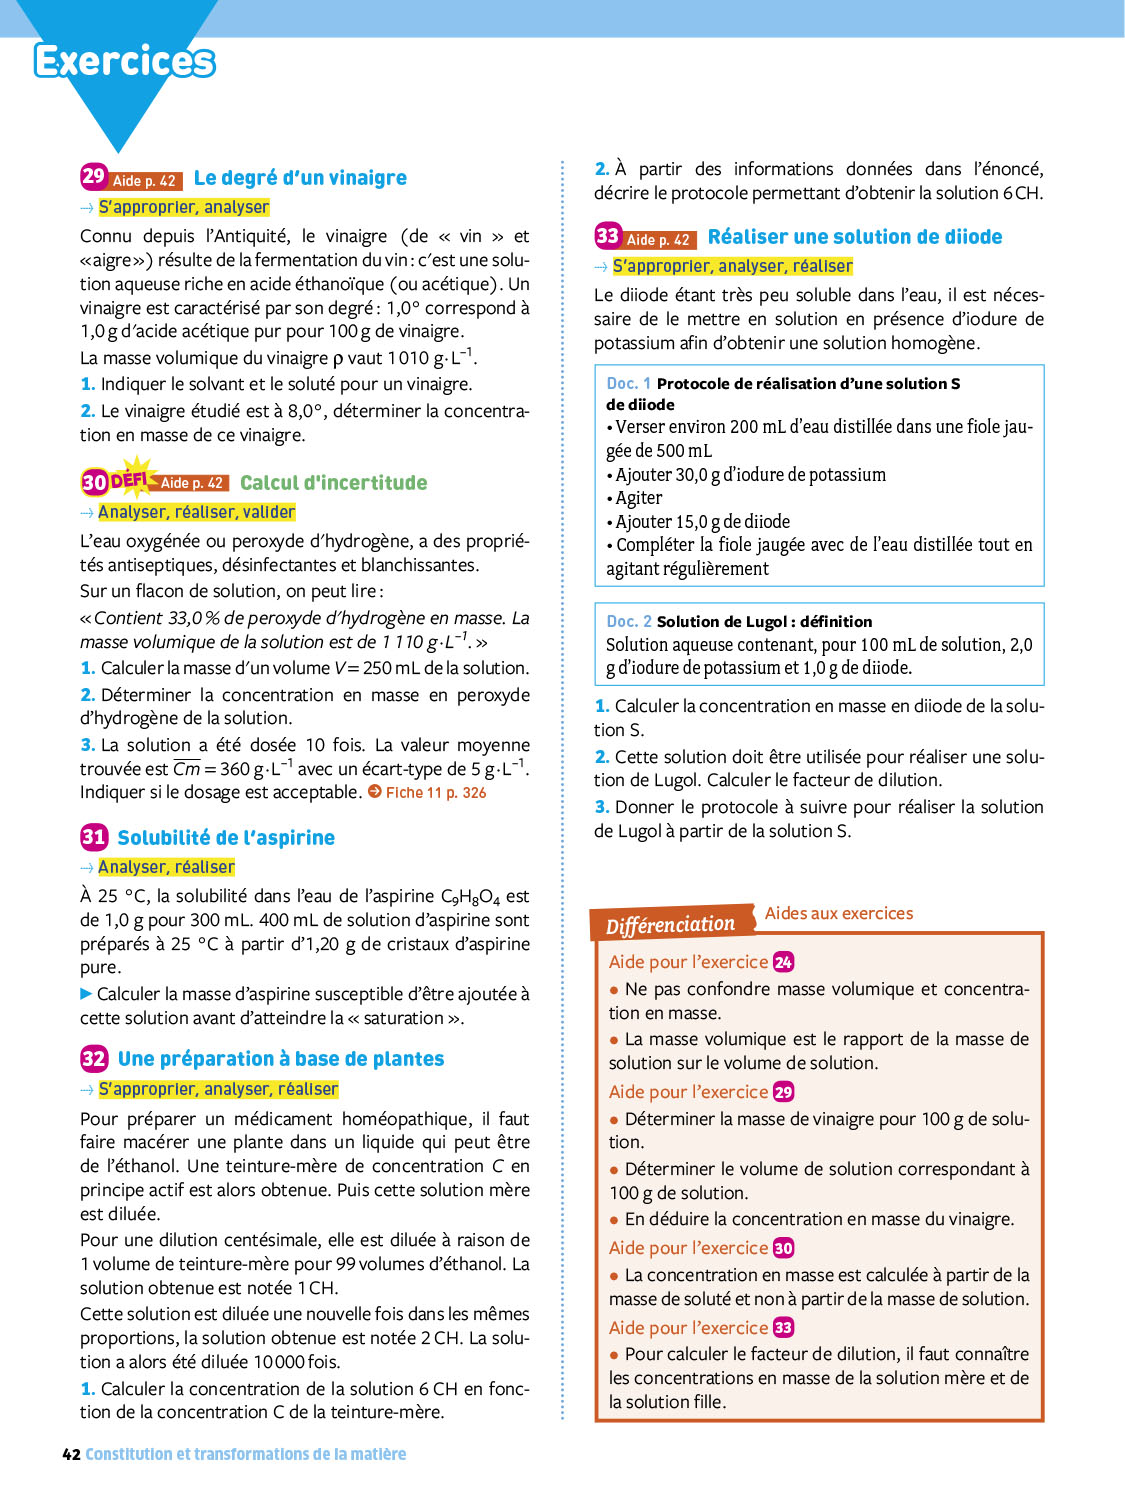 Exercices
29 Aide p. 42 Le degré d’un vinaigre
→ S’approprier, analyser
Connu depuis l’Antiquité, le vinaigre (de « vin » et
« aigre ») résulte de la fermentation du vin : c’est une solu-
tion aqueuse riche en acide éthanoïque (ou acétique). Un
vinaigre est caractérisé par son degré : 1,0° correspond à
1,0 g d’acide acétique pur pour 100 g de vinaigre.
La masse volumique du vinaigre ρ vaut 1 010 g·L⁻¹.
1. Indiquer le solvant et le soluté pour un vinaigre.
2. Le vinaigre étudié est à 8,0°, déterminer la concentra-
tion en masse de ce vinaigre.
30 DÉFI Aide p. 42 Calcul d'incertitude
→ Analyser, réaliser, valider
L’eau oxygénée ou peroxyde d’hydrogène, a des proprié-
tés antiseptiques, désinfectantes et blanchissantes.
Sur un flacon de solution, on peut lire :
« Contient 33,0 % de peroxyde d’hydrogène en masse. La
masse volumique de la solution est de 1 110 g·L⁻¹. »
1. Calculer la masse d’un volume V = 250 mL de la solution.
2. Déterminer la concentration en masse en peroxyde
d’hydrogène de la solution.
3. La solution a été dosée 10 fois. La valeur moyenne
trouvée est C̅m̅ = 360 g·L⁻¹ avec un écart-type de 5 g·L⁻¹.
Indiquer si le dosage est acceptable. ➔ Fiche 11 p. 326
31 Solubilité de l’aspirine
→ Analyser, réaliser
À 25 °C, la solubilité dans l’eau de l’aspirine C₉H₈O₄ est
de 1,0 g pour 300 mL. 400 mL de solution d’aspirine sont
préparés à 25 °C à partir d’1,20 g de cristaux d’aspirine
pure.
▶ Calculer la masse d’aspirine susceptible d’être ajoutée à
cette solution avant d’atteindre la « saturation ».
32 Une préparation à base de plantes
→ S’approprier, analyser, réaliser
Pour préparer un médicament homéopathique, il faut
faire macérer une plante dans un liquide qui peut être
de l’éthanol. Une teinture-mère de concentration C en
principe actif est alors obtenue. Puis cette solution mère
est diluée.
Pour une dilution centésimale, elle est diluée à raison de
1 volume de teinture-mère pour 99 volumes d’éthanol. La
solution obtenue est notée 1 CH.
Cette solution est diluée une nouvelle fois dans les mêmes
proportions, la solution obtenue est notée 2 CH. La solu-
tion a alors été diluée 10 000 fois.
1. Calculer la concentration de la solution 6 CH en fonc-
tion de la concentration C de la teinture-mère.
2. À partir des informations données dans l’énoncé,
décrire le protocole permettant d’obtenir la solution 6 CH.
33 Aide p. 42 Réaliser une solution de diiode
→ S’approprier, analyser, réaliser
Le diiode étant très peu soluble dans l’eau, il est néces-
saire de le mettre en solution en présence d’iodure de
potassium afin d’obtenir une solution homogène.
Doc. 1 Protocole de réalisation d’une solution S
de diiode
• Verser environ 200 mL d’eau distillée dans une fiole jau-
gée de 500 mL
• Ajouter 30,0 g d’iodure de potassium
• Agiter
• Ajouter 15,0 g de diiode
• Compléter la fiole jaugée avec de l’eau distillée tout en
agitant régulièrement
Doc. 2 Solution de Lugol : définition
Solution aqueuse contenant, pour 100 mL de solution, 2,0
g d’iodure de potassium et 1,0 g de diiode.
1. Calculer la concentration en masse en diiode de la solu-
tion S.
2. Cette solution doit être utilisée pour réaliser une solu-
tion de Lugol. Calculer le facteur de dilution.
3. Donner le protocole à suivre pour réaliser la solution
de Lugol à partir de la solution S.
Différenciation Aides aux exercices
Aide pour l’exercice 24
• Ne pas confondre masse volumique et concentra-
tion en masse.
• La masse volumique est le rapport de la masse de
solution sur le volume de solution.
Aide pour l’exercice 29
• Déterminer la masse de vinaigre pour 100 g de solu-
tion.
• Déterminer le volume de solution correspondant à
100 g de solution.
• En déduire la concentration en masse du vinaigre.
Aide pour l’exercice 30
• La concentration en masse est calculée à partir de la
masse de soluté et non à partir de la masse de solution.
Aide pour l’exercice 33
• Pour calculer le facteur de dilution, il faut connaître
les concentrations en masse de la solution mère et de
la solution fille.
42 Constitution et transformations de la matière